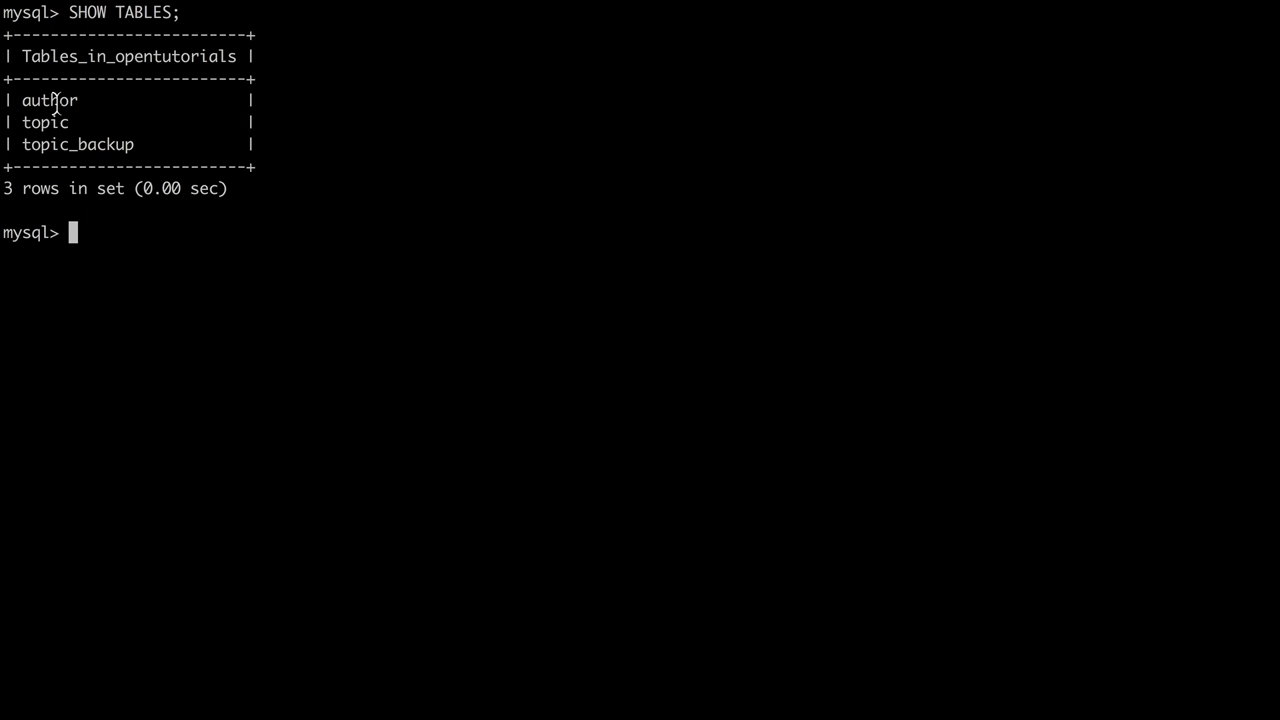 mysql> SHOW TABLES;
+-------------------------+
| Tables_in_opentutorials |
+-------------------------+
| author                  |
| topic                   |
| topic_backup            |
+-------------------------+
3 rows in set (0.00 sec)
mysql>